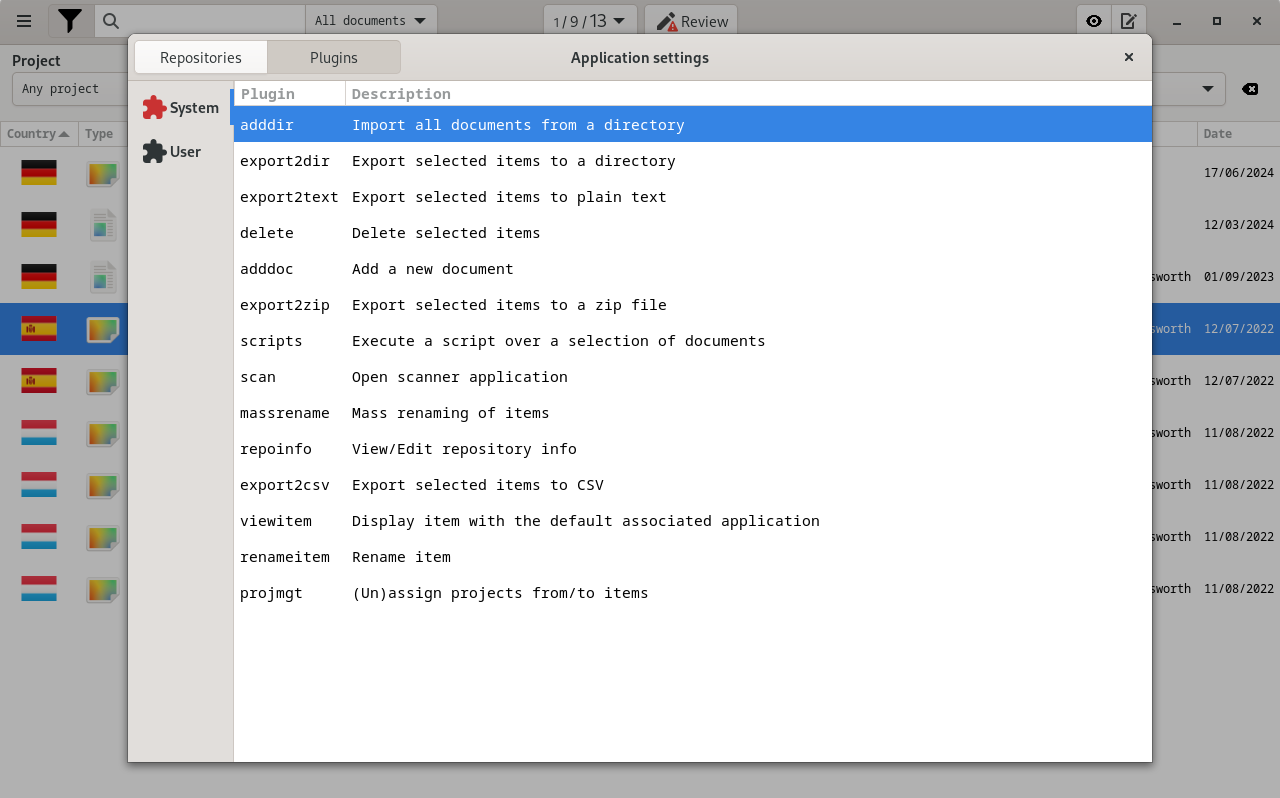 All documents
1 / 9 / 13
Review
Repositories
Plugins
Application settings
Project
Any project
System
User
Country
Type
Date
Plugin Description
adddir Import all documents from a directory
export2dir Export selected items to a directory
export2text Export selected items to plain text
delete Delete selected items
adddoc Add a new document
export2zip Export selected items to a zip file
scripts Execute a script over a selection of documents
scan Open scanner application
massrename Mass renaming of items
repoinfo View/Edit repository info
export2csv Export selected items to CSV
viewitem Display item with the default associated application
renameitem Rename item
projmgt (Un)assign projects from/to items
17/06/2024
12/03/2024
sworth 01/09/2023
sworth 12/07/2022
sworth 12/07/2022
sworth 11/08/2022
sworth 11/08/2022
sworth 11/08/2022
sworth 11/08/2022